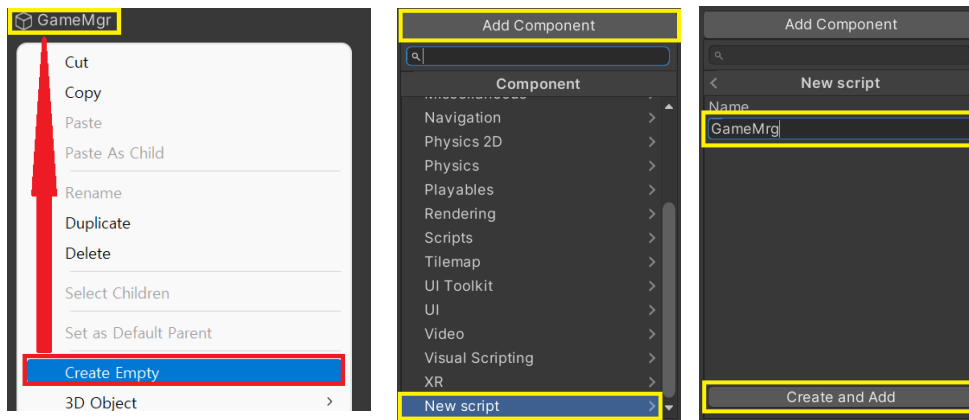 GameMgr
Cut
Copy
Paste
Paste As Child
Rename
Duplicate
Delete
Select Children
Set as Default Parent
Create Empty
3D Object
Add Component
Component
Miscellaneous
Navigation
Physics 2D
Physics
Playables
Rendering
Scripts
Tilemap
UI Toolkit
UI
Video
Visual Scripting
XR
New script
Add Component
New script
Name
GameMrg
Create and Add